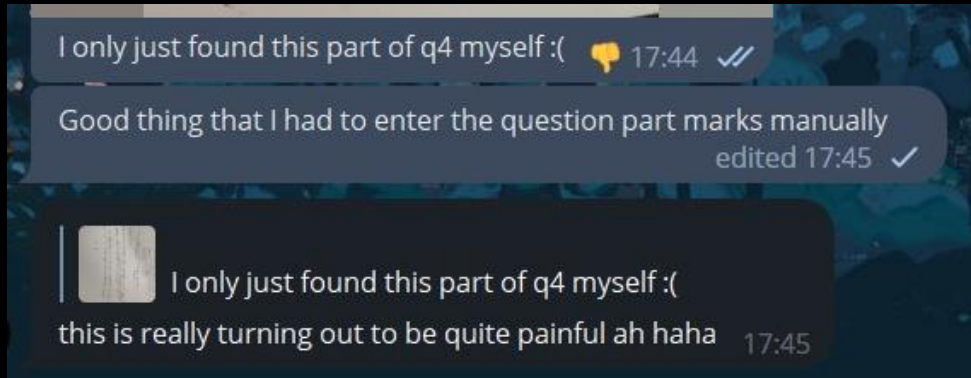 I only just found this part of q4 myself :( 👎 17:44
Good thing that I had to enter the question part marks manually
edited 17:45
I only just found this part of q4 myself :(
this is really turning out to be quite painful ah haha 17:45